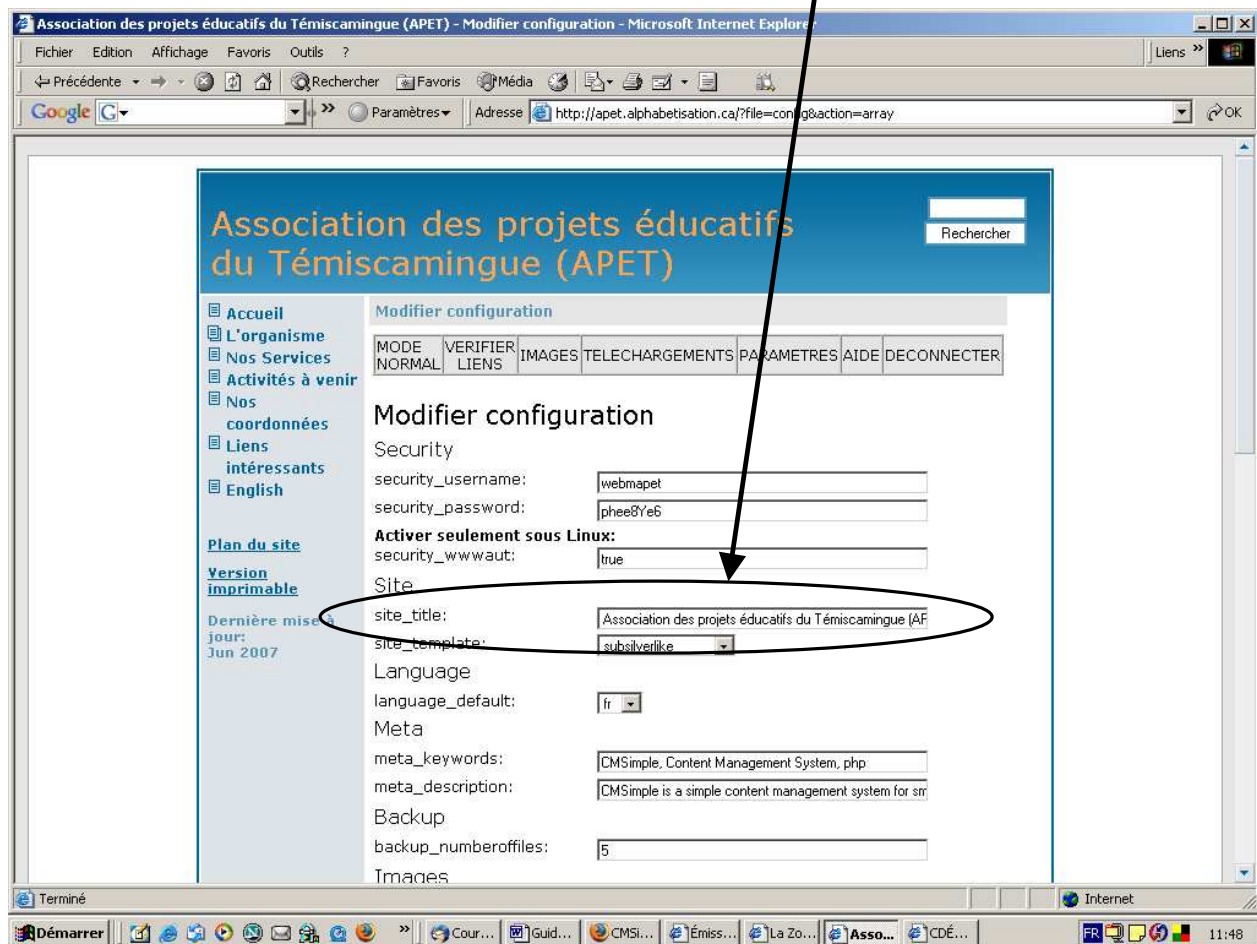 Association des projets éducatifs du Témiscamingue (APET) - Modifier configuration - Microsoft Internet Explorer
Fichier Edition Affichage Favoris Outils ?
Liens »
Précédente
Rechercher Favoris Média
Google G
» Paramètres
Adresse http://apet.alphabetisation.ca/?file=config&action=array
OK
Association des projets éducatifs
du Témiscamingue (APET)
Rechercher
Accueil
L'organisme
Nos Services
Activités à venir
Nos
coordonnées
Liens
intéressants
English
Plan du site
Version
imprimable
Dernière mise à
jour:
Jun 2007
Modifier configuration
MODE NORMAL
VERIFIER LIENS
IMAGES
TELECHARGEMENTS
PARAMETRES
AIDE
DECONNECTER
Modifier configuration
Security
security_username: webmapet
security_password: phee8Ye6
Activer seulement sous Linux:
security_wwwaut: true
Site
site_title: Association des projets éducatifs du Témiscamingue (AP
site_template: subsilverlike
Language
language_default: fr
Meta
meta_keywords: CMSimple, Content Management System, php
meta_description: CMSimple is a simple content management system for sm
Backup
backup_numberoffiles: 5
Images
Terminé
Internet
Démarrer
»
Cour...
Guid...
CMSi...
Émiss...
La Zo...
Asso...
CDÉ...
FR
11:48